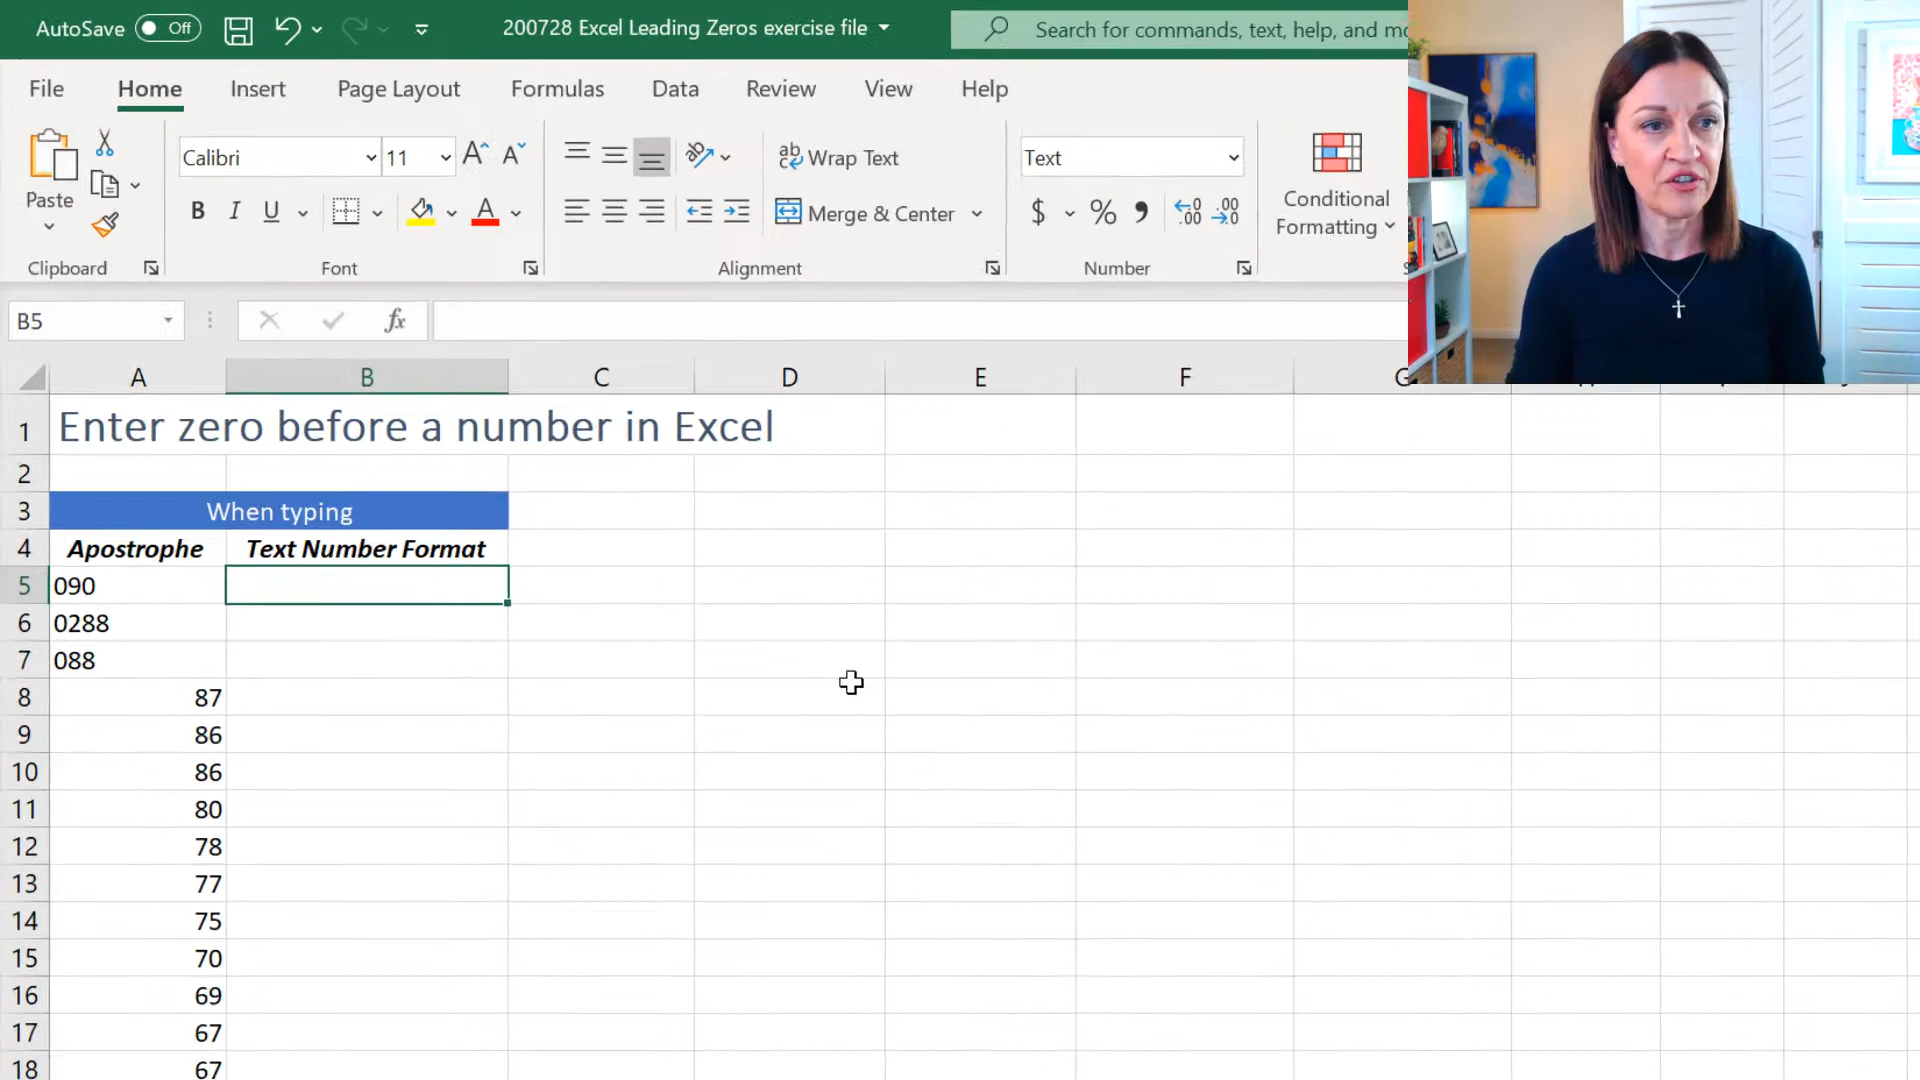 AutoSave Off 200728 Excel Leading Zeros exercise file Search for commands, text, help, and mo
File Home Insert Page Layout Formulas Data Review View Help
Calibri 11 Wrap Text Text
Paste B I U A Merge & Center $ % , .00 .00 Conditional Formatting
Clipboard Font Alignment Number
B5 fx
A B C D E F G
1 Enter zero before a number in Excel
2
3 When typing
4 Apostrophe Text Number Format
5 090
6 0288
7 088
8 87
9 86
10 86
11 80
12 78
13 77
14 75
15 70
16 69
17 67
18 67